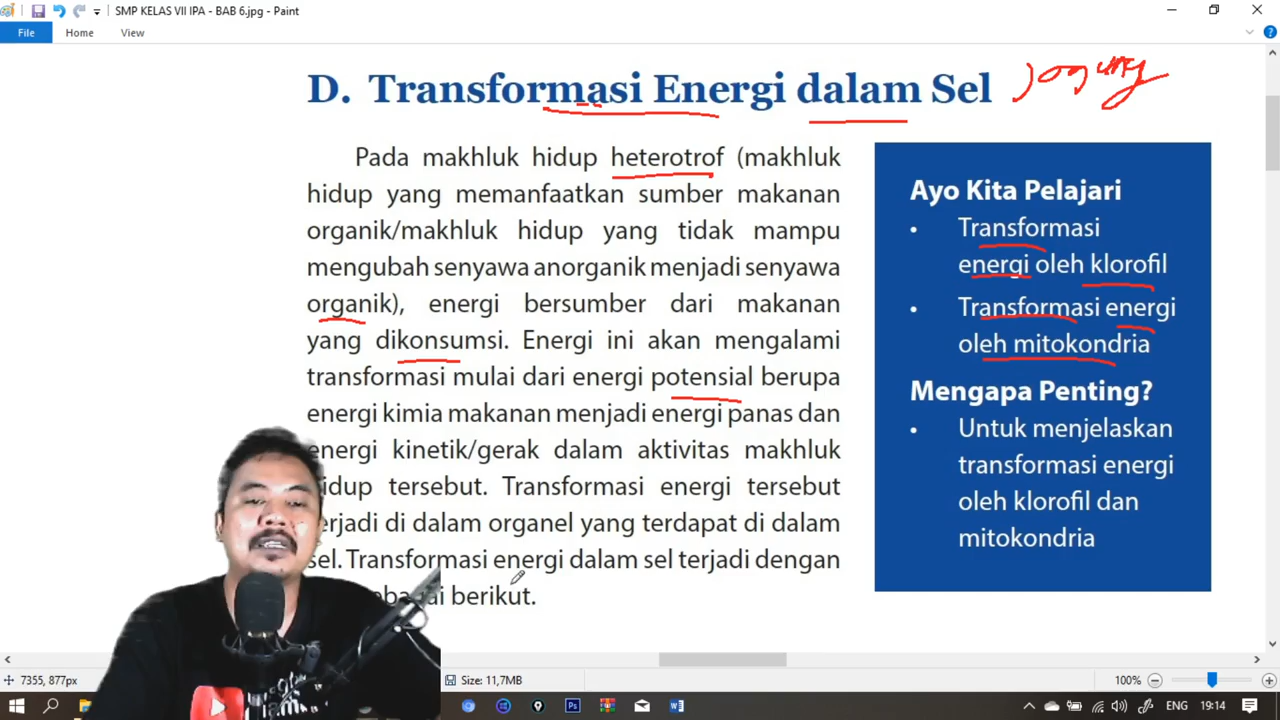 SMP KELAS VII IPA - BAB 6.jpg - Paint
File Home View
D. Transformasi Energi dalam Sel
Jagung
Pada makhluk hidup heterotrof (makhluk
hidup yang memanfaatkan sumber makanan
organik/makhluk hidup yang tidak mampu
mengubah senyawa anorganik menjadi senyawa
organik), energi bersumber dari makanan
yang dikonsumsi. Energi ini akan mengalami
transformasi mulai dari energi potensial berupa
energi kimia makanan menjadi energi panas dan
energi kinetik/gerak dalam aktivitas makhluk
hidup tersebut. Transformasi energi tersebut
terjadi di dalam organel yang terdapat di dalam
sel. Transformasi energi dalam sel terjadi dengan
berikut.
Ayo Kita Pelajari
• Transformasi
energi oleh klorofil
• Transformasi energi
oleh mitokondria
Mengapa Penting?
• Untuk menjelaskan
transformasi energi
oleh klorofil dan
mitokondria
7355, 877px
Size: 11,7MB
100%
ENG 19:14